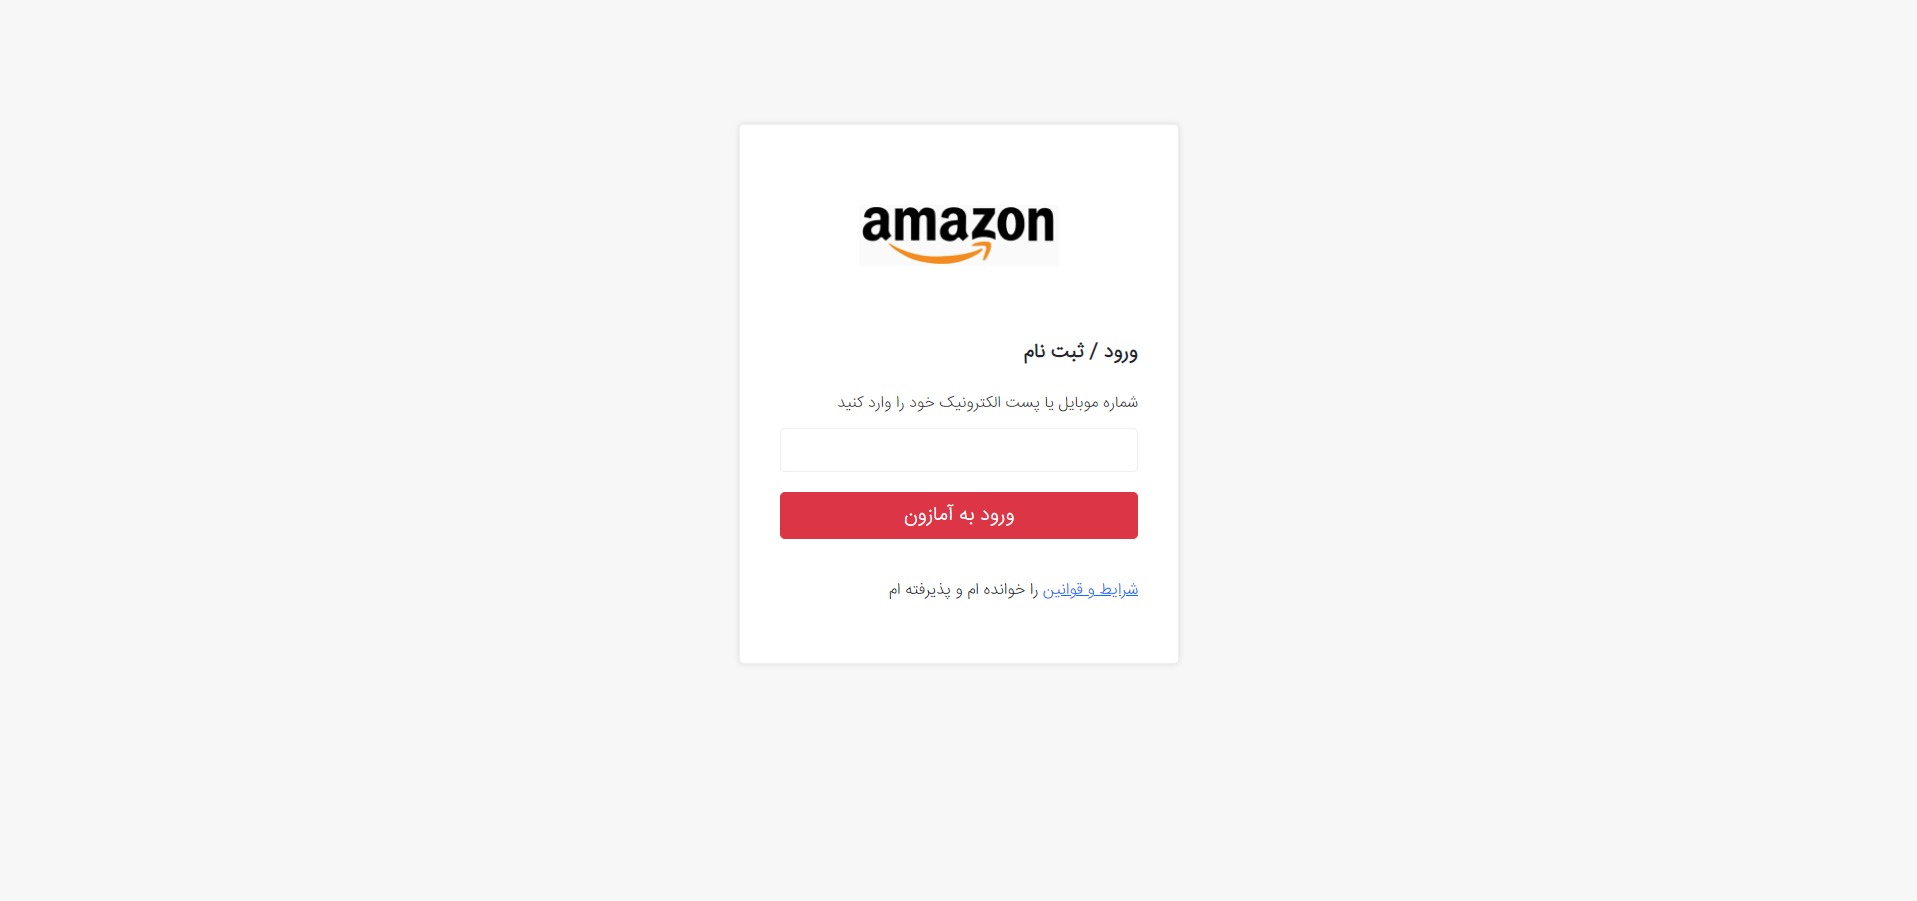 amazon
ورود / ثبت نام
شماره موبایل یا پست الکترونیک خود را وارد کنید
ورود به آمازون
شرایط و قوانین را خوانده ام و پذیرفته ام